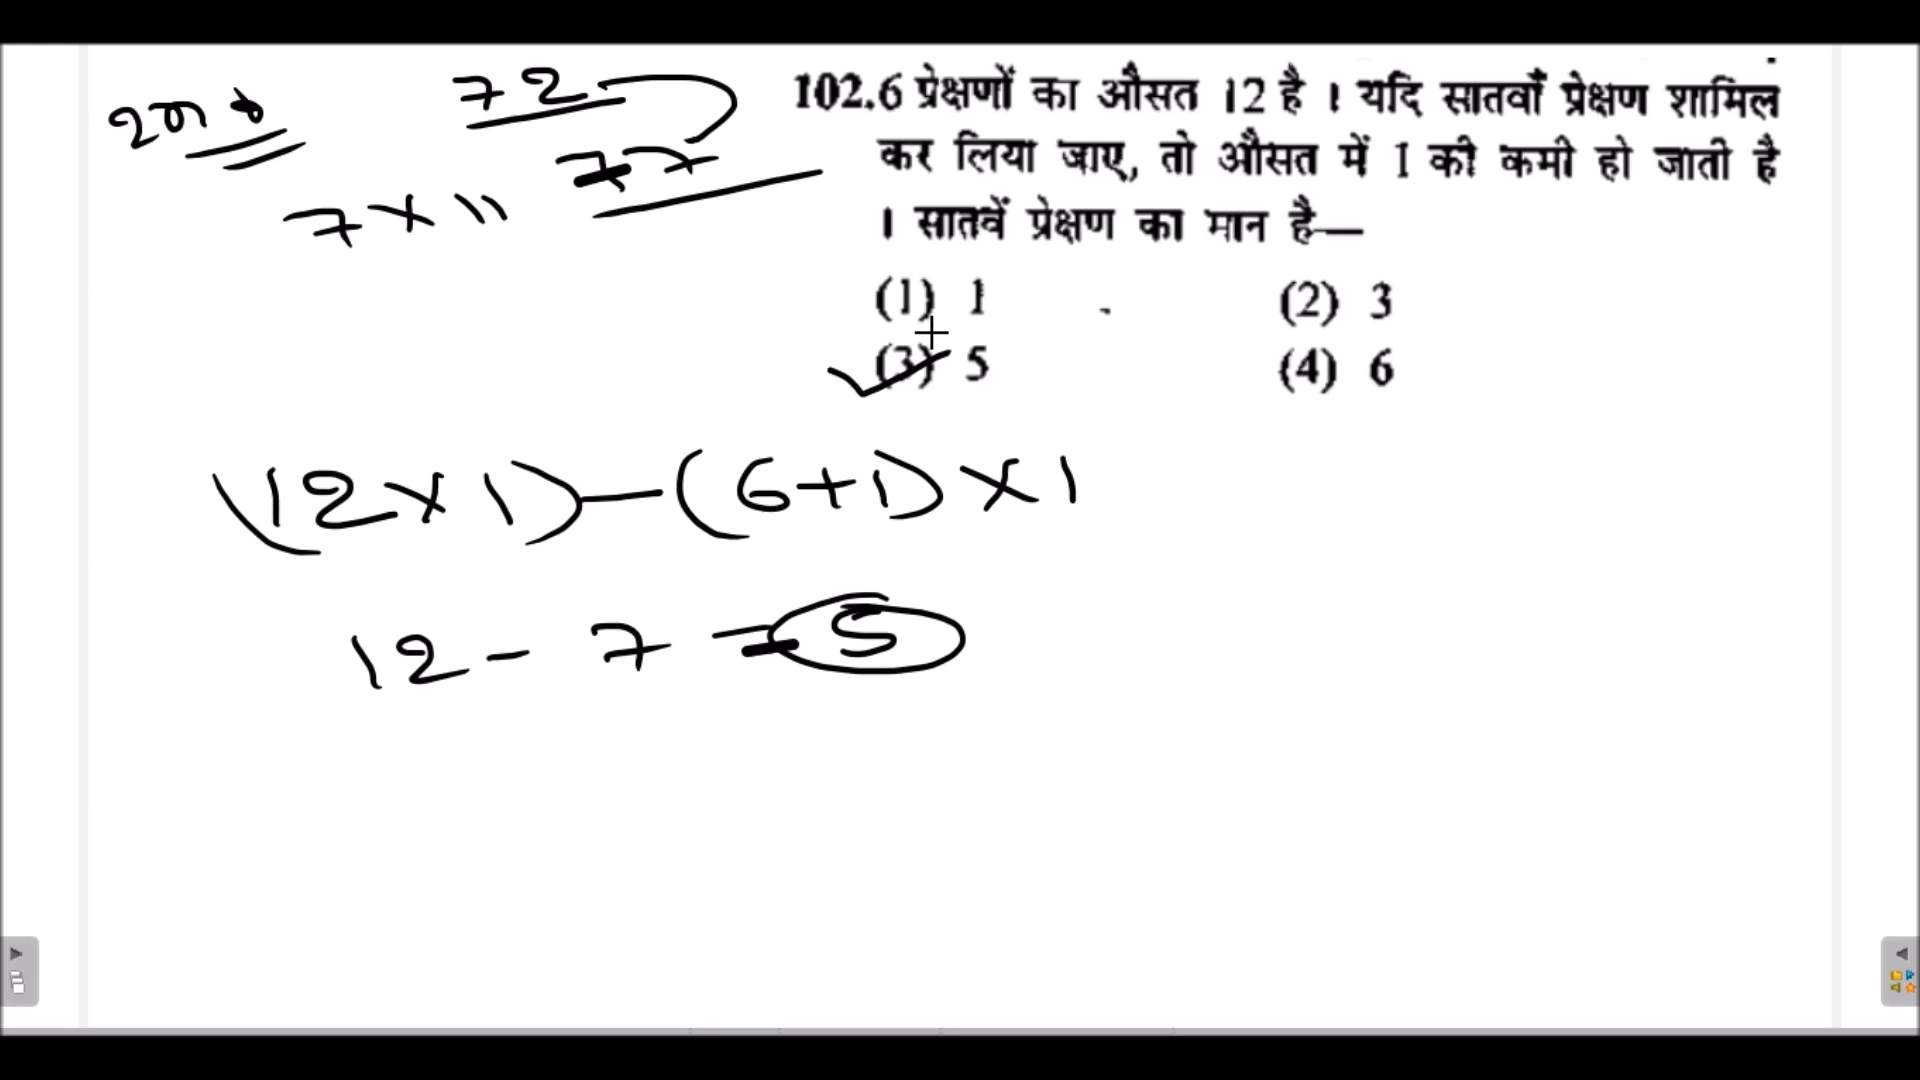 72
77
7 × 11
102.6 प्रेक्षणों का औसत 12 है । यदि सातवाँ प्रेक्षण शामिल
कर लिया जाए, तो औसत में 1 की कमी हो जाती है
। सातवें प्रेक्षण का मान है—
(1) 1 (2) 3
(3) 5 (4) 6
(12 × 1) – (6+1) × 1
12 - 7 = 5